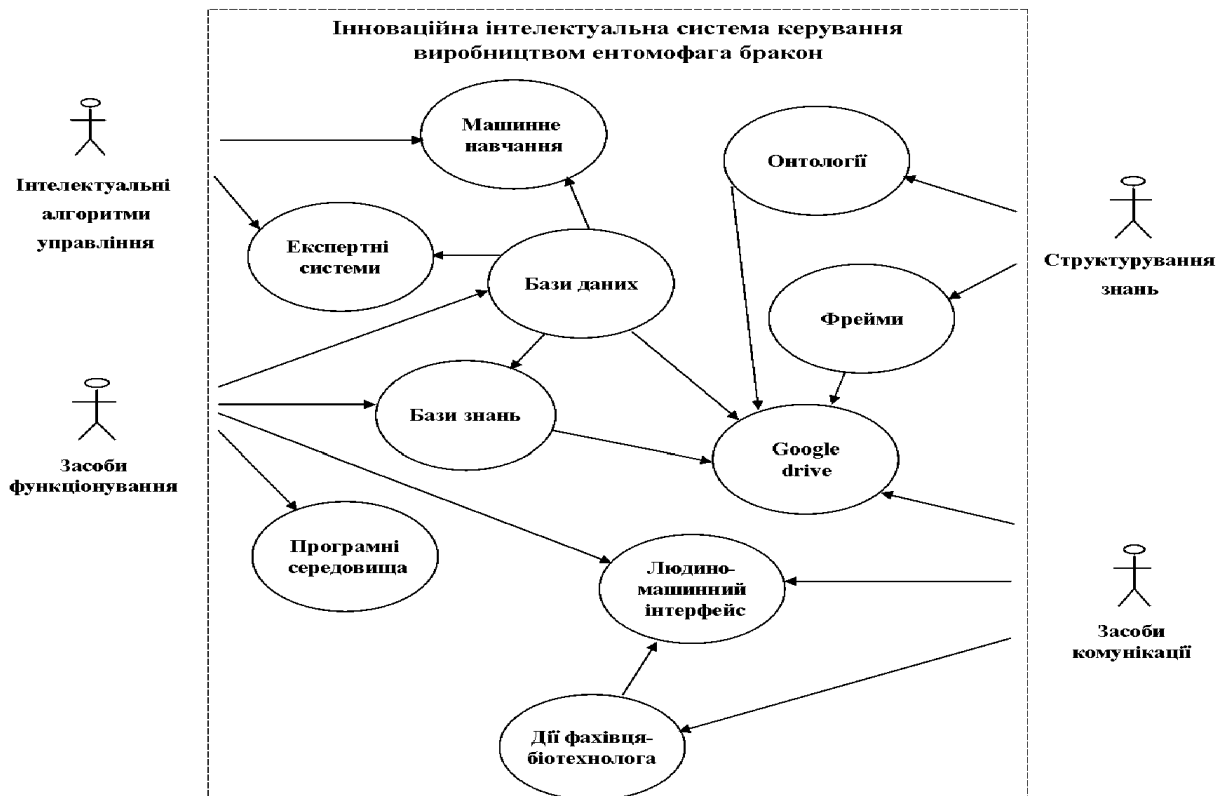 Інноваційна інтелектуальна система керування
виробництвом ентомофага бракон
Машинне
навчання
Онтології
Інтелектуальні
алгоритми
управління
Експертні
системи
Бази даних
Структурування
знань
Фрейми
Бази знань
Google
drive
Засоби
функціонування
Програмні
середовища
Людино-
машинний
інтерфейс
Засоби
комунікації
Дії фахівця-
біотехнолога